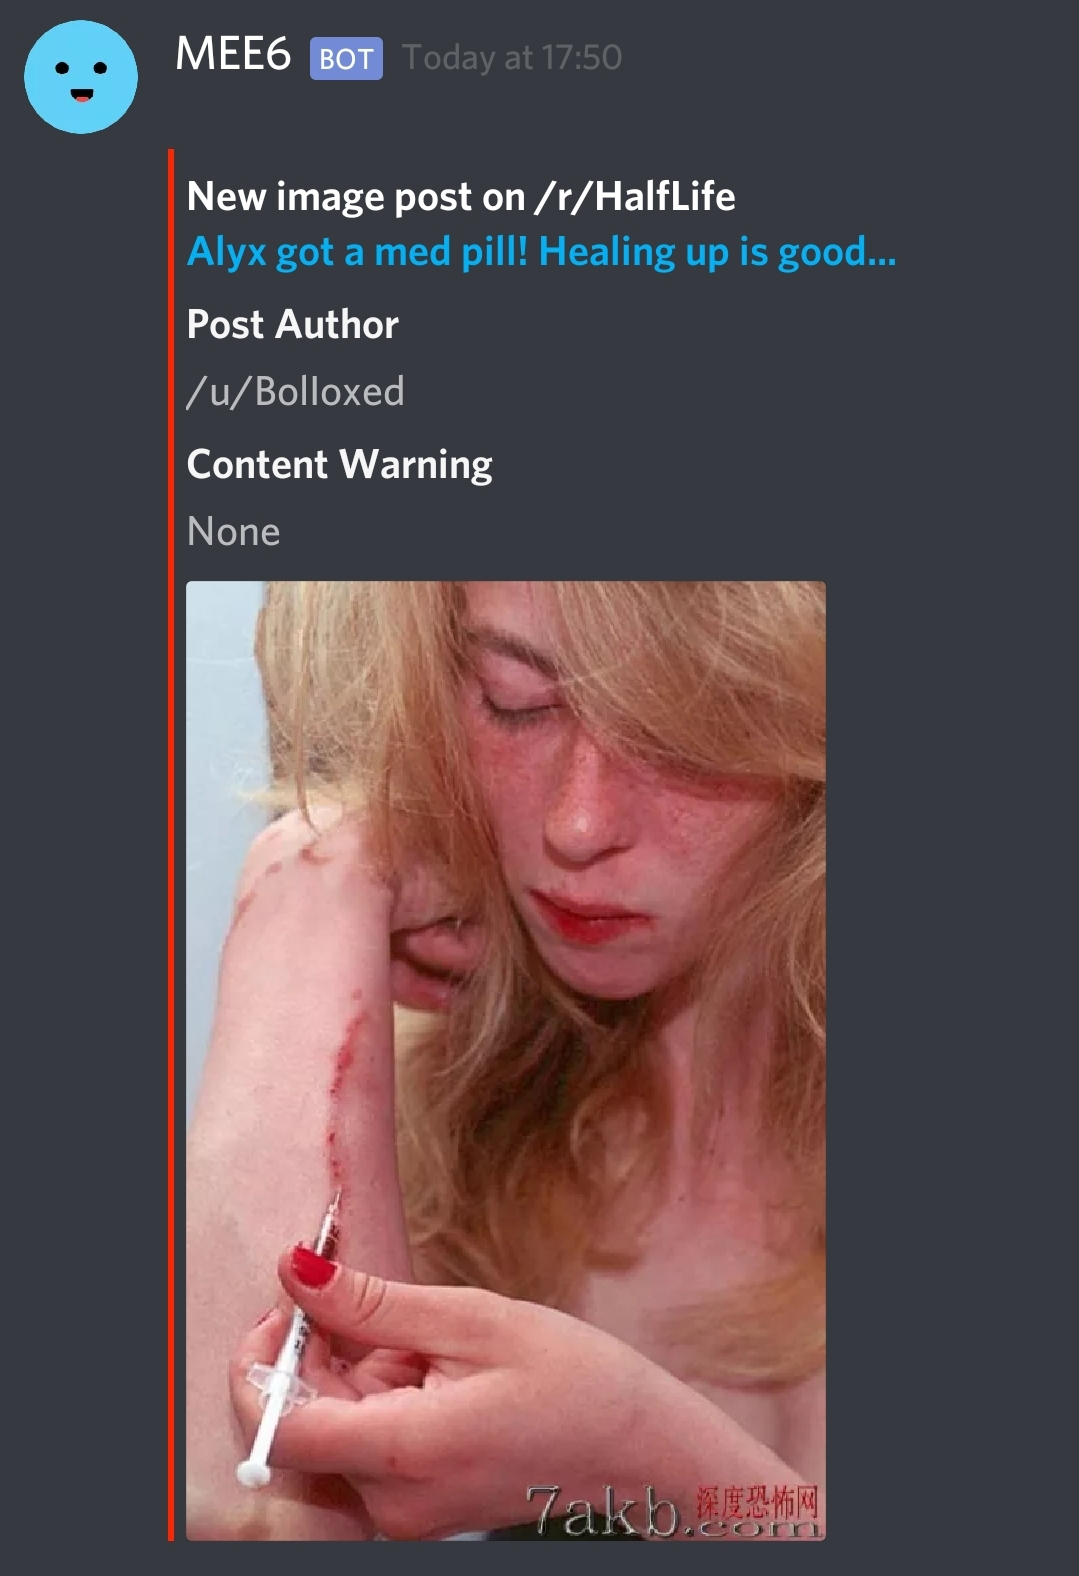 MEE6 BOT Today at 17:50
New image post on /r/HalfLife
Alyx got a med pill! Healing up is good...
Post Author
/u/Bolloxed
Content Warning
None
深度恐怖网
7akb.com